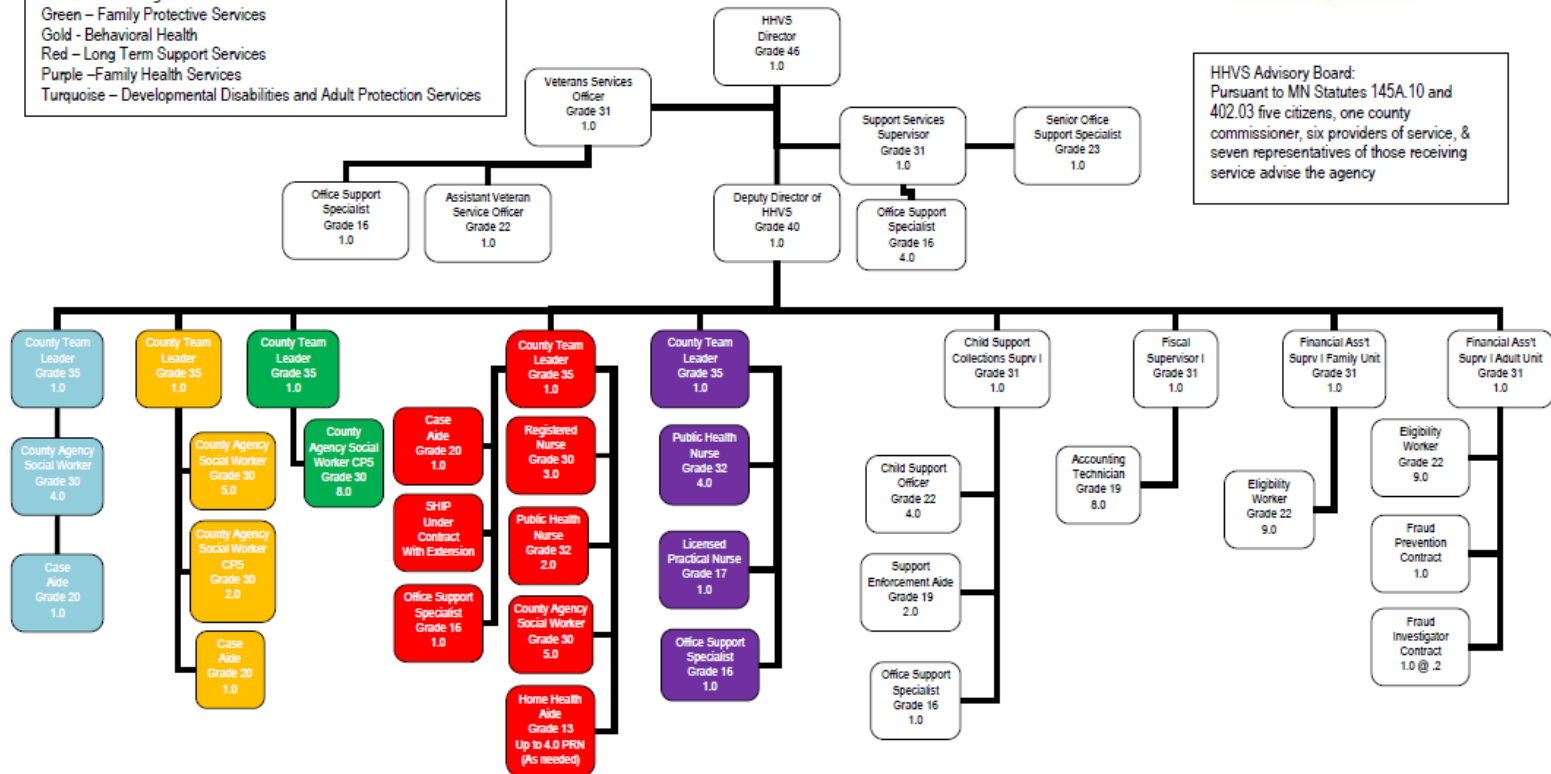 Green – Family Protective Services
Gold - Behavioral Health
Red – Long Term Support Services
Purple –Family Health Services
Turquoise – Developmental Disabilities and Adult Protection Services
HHVS
Director
Grade 46
1.0
HHVS Advisory Board:
Pursuant to MN Statutes 145A.10 and
402.03 five citizens, one county
commissioner, six providers of service, &
seven representatives of those receiving
service advise the agency
Veterans Services
Officer
Grade 31
1.0
Support Services
Supervisor
Grade 31
1.0
Senior Office
Support Specialist
Grade 23
1.0
Office Support
Specialist
Grade 16
1.0
Assistant Veteran
Service Officer
Grade 22
1.0
Deputy Director of
HHVS
Grade 40
1.0
Office Support
Specialist
Grade 16
4.0
County Team
Leader
Grade 35
1.0
County Agency
Social Worker
Grade 30
4.0
Case
Aide
Grade 20
1.0
County Team
Leader
Grade 35
1.0
County Agency
Social Worker
Grade 30
5.0
County Agency
Social Worker
CPS
Grade 30
2.0
Case
Aide
Grade 20
1.0
County Team
Leader
Grade 35
1.0
County
Agency Social
Worker CPS
Grade 30
8.0
County Team
Leader
Grade 35
1.0
Case
Aide
Grade 20
1.0
SHIP
Under
Contract
With Extension
Office Support
Specialist
Grade 16
1.0
Registered
Nurse
Grade 30
3.0
Public Health
Nurse
Grade 32
2.0
County Agency
Social Worker
Grade 30
5.0
Home Health
Aide
Grade 13
Up to 4.0 PRN
(As needed)
County Team
Leader
Grade 35
1.0
Public Health
Nurse
Grade 32
4.0
Licensed
Practical Nurse
Grade 17
1.0
Office Support
Specialist
Grade 16
1.0
Child Support
Collections Suprv I
Grade 31
1.0
Child Support
Officer
Grade 22
4.0
Support
Enforcement Aide
Grade 19
2.0
Office Support
Specialist
Grade 16
1.0
Fiscal
Supervisor I
Grade 31
1.0
Accounting
Technician
Grade 19
8.0
Financial Ass't
Suprv I Family Unit
Grade 31
1.0
Eligibility
Worker
Grade 22
9.0
Financial Ass't
Suprv I Adult Unit
Grade 31
1.0
Eligibility
Worker
Grade 22
9.0
Fraud
Prevention
Contract
1.0
Fraud
Investigator
Contract
1.0 @ .2